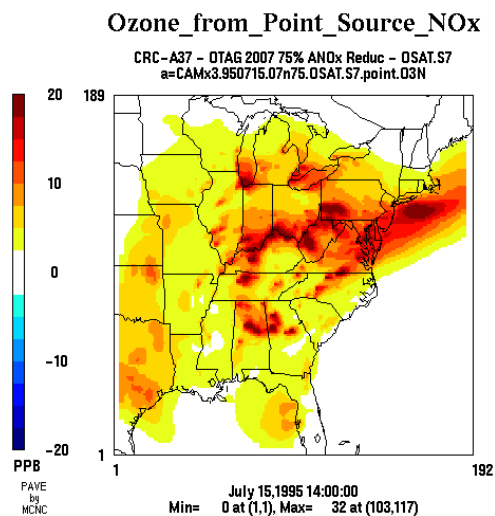 Ozone_from_Point_Source_NOx
CRC-A37 - OTAG 2007 75% ANOx Reduc - OSAT.S7
a=CAMx3.950715.07n75.OSAT.S7.point.O3N
20
10
0
-10
-20
PPB
PAVE
by
MCNC
189
1
1
192
July 15,1995 14:00:00
Min= 0 at (1,1), Max= 32 at (103,117)